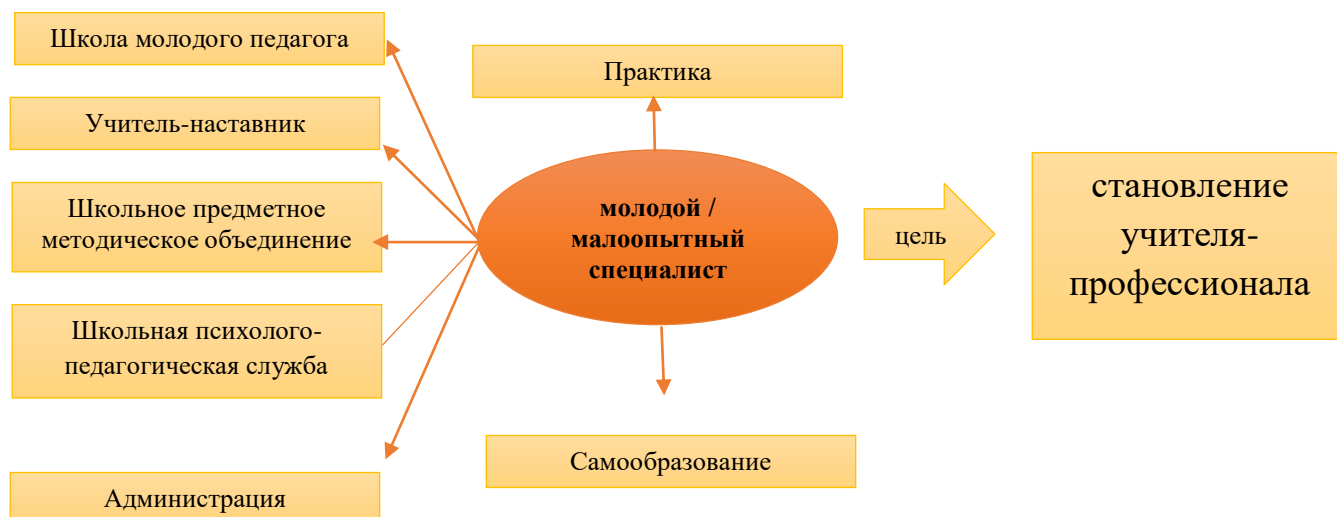 Школа молодого педагога
Учитель-наставник
Школьное предметное
методическое объединение
Школьная психолого-
педагогическая служба
Администрация
Практика
молодой /
малоопытный
специалист
Самообразование
цель
становление
учителя-
профессионала